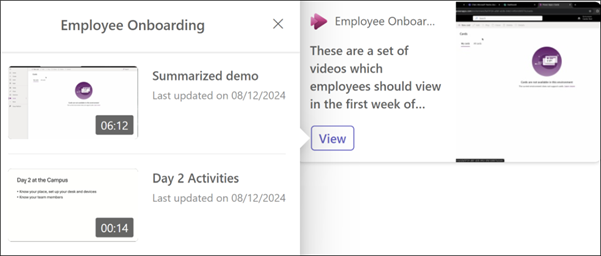 Employee Onboarding
Summarized demo
Last updated on 08/12/2024
06:12
Day 2 at the Campus
• Know your place, set up your desk and devices
• Know your team members
00:14
Day 2 Activities
Last updated on 08/12/2024
Employee Onboar...
These are a set of
videos which
employees should view
in the first week of...
View